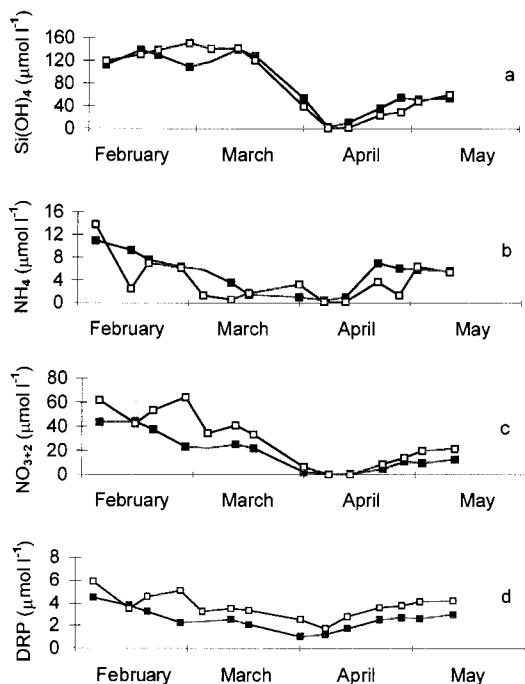 Si(OH)4 (μmol l-1)
160
120
80
40
0
a
February March April May
NH4 (μmol l-1)
16
12
8
4
0
b
February March April May
NO3+2 (μmol l-1)
80
60
40
20
0
c
February March April May
DRP (μmol l-1)
8
6
4
2
0
d
February March April May